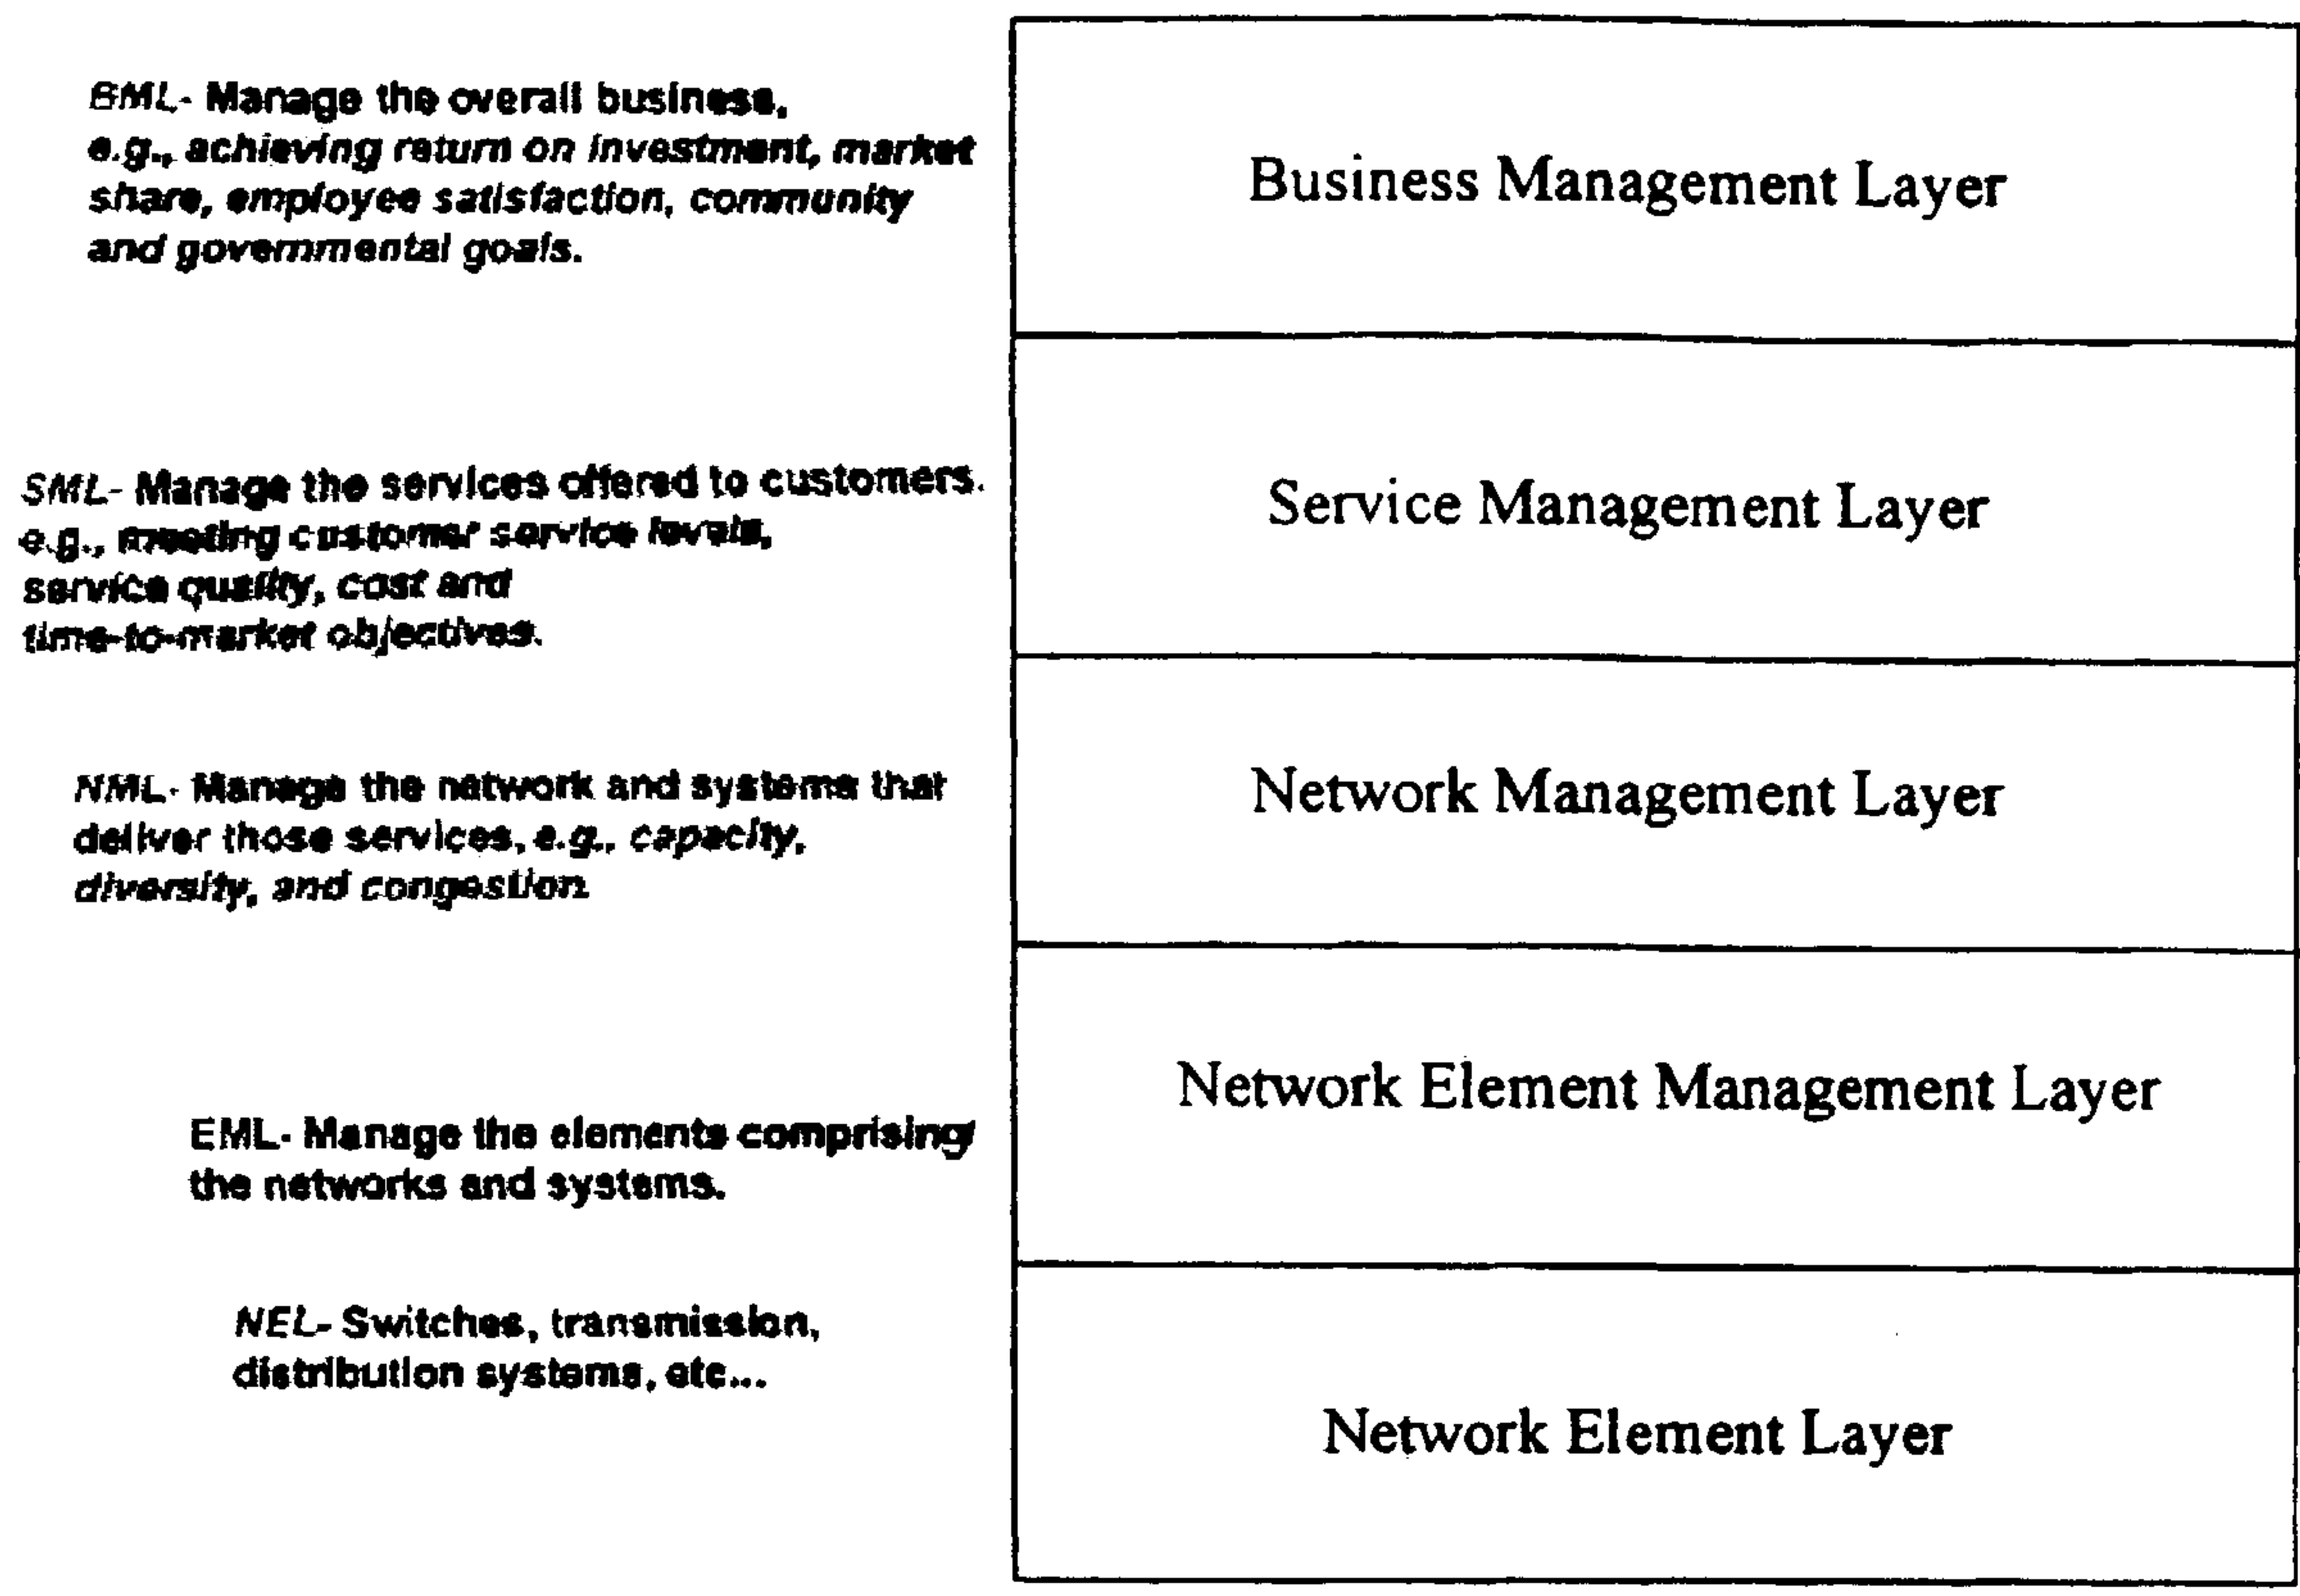 BML- Manage the overall business,
e.g., achieving return on investment, market
share, employee satisfaction, community
and governmental goals.
Business Management Layer
SML- Manage the services offered to customers.
e.g., meeting customer service levels,
service quality, cost and
time-to-market objectives.
Service Management Layer
NML- Manage the network and systems that
deliver those services, e.g., capacity,
diversity, and congestion
Network Management Layer
EML- Manage the elements comprising
the networks and systems.
Network Element Management Layer
NEL- Switches, transmission,
distribution systems, etc...
Network Element Layer